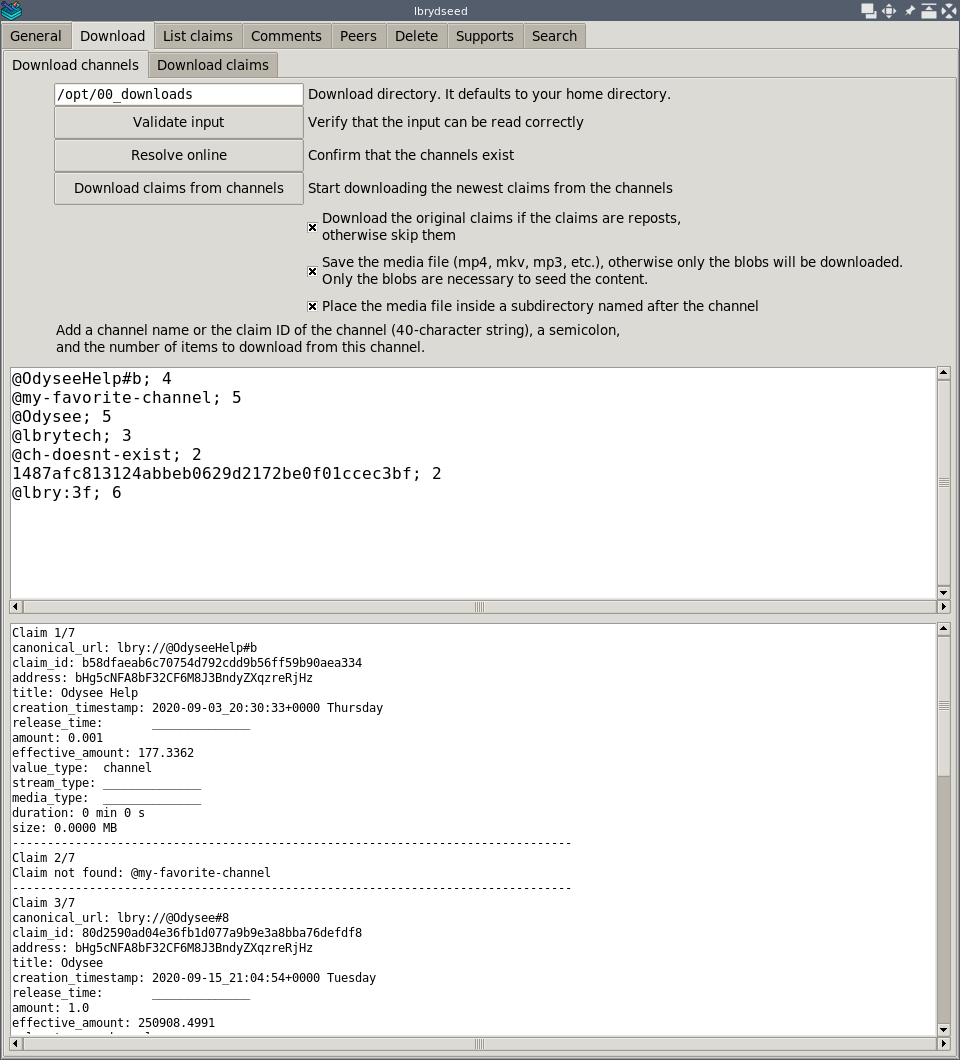 lbrydseed
General Download List claims Comments Peers Delete Supports Search
Download channels Download claims
/opt/00_downloads Download directory. It defaults to your home directory.
Validate input Verify that the input can be read correctly
Resolve online Confirm that the channels exist
Download claims from channels Start downloading the newest claims from the channels
Download the original claims if the claims are reposts,
otherwise skip them
Save the media file (mp4, mkv, mp3, etc.), otherwise only the blobs will be downloaded.
Only the blobs are necessary to seed the content.
Place the media file inside a subdirectory named after the channel
Add a channel name or the claim ID of the channel (40-character string), a semicolon,
and the number of items to download from this channel.
@OdyseeHelp#b; 4
@my-favorite-channel; 5
@Odysee; 5
@lbrytech; 3
@ch-doesnt-exist; 2
1487afc813124abbeb0629d2172be0f01ccec3bf; 2
@lbry:3f; 6
Claim 1/7
canonical_url: lbry://@OdyseeHelp#b
claim_id: b58dfaeab6c70754d792cdd9b56ff59b90aea334
address: bHg5cNFA8bF32CF6M8J3BndyZXqzreRjHz
title: Odysee Help
creation_timestamp: 2020-09-03_20:30:33+0000 Thursday
release_time: ______________
amount: 0.001
effective_amount: 177.3362
value_type: channel
stream_type: ______________
media_type: ______________
duration: 0 min 0 s
size: 0.0000 MB
--------------------------------------------------------------------------------
Claim 2/7
Claim not found: @my-favorite-channel
--------------------------------------------------------------------------------
Claim 3/7
canonical_url: lbry://@Odysee#8
claim_id: 80d2590ad04e36fb1d077a9b9e3a8bba76defdf8
address: bHg5cNFA8bF32CF6M8J3BndyZXqzreRjHz
title: Odysee
creation_timestamp: 2020-09-15_21:04:54+0000 Tuesday
release_time: ______________
amount: 1.0
effective_amount: 250908.4991